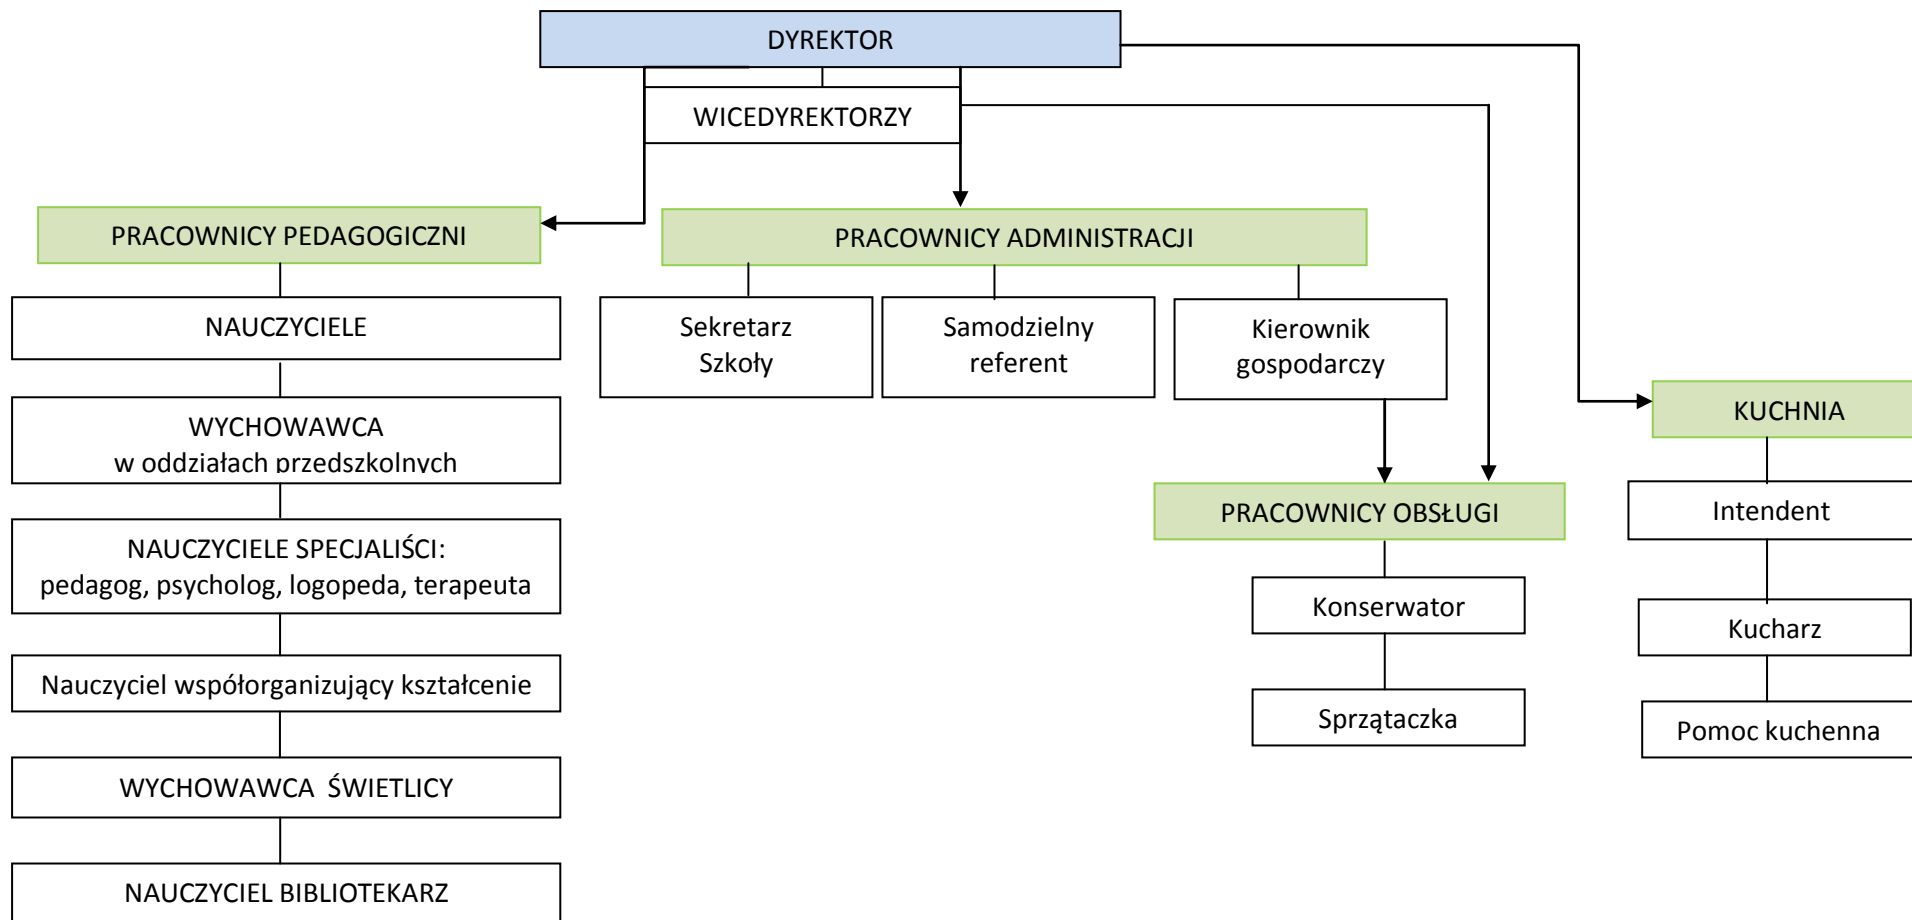 DYREKTOR
WICEDYREKTORZY
PRACOWNICY PEDAGOGICZNI
NAUCZYCIELE
WYCHOWAWCA
w oddziałach przedszkolnych
NAUCZYCIELE SPECJALIŚCI:
pedagog, psycholog, logopeda, terapeuta
Nauczyciel współorganizujący kształcenie
WYCHOWAWCA ŚWIETLICY
NAUCZYCIEL BIBLIOTEKARZ
PRACOWNICY ADMINISTRACJI
Sekretarz
Szkoły
Samodzielny
referent
Kierownik
gospodarczy
PRACOWNICY OBSŁUGI
Konserwator
Sprzątaczka
KUCHNIA
Intendent
Kucharz
Pomoc kuchenna